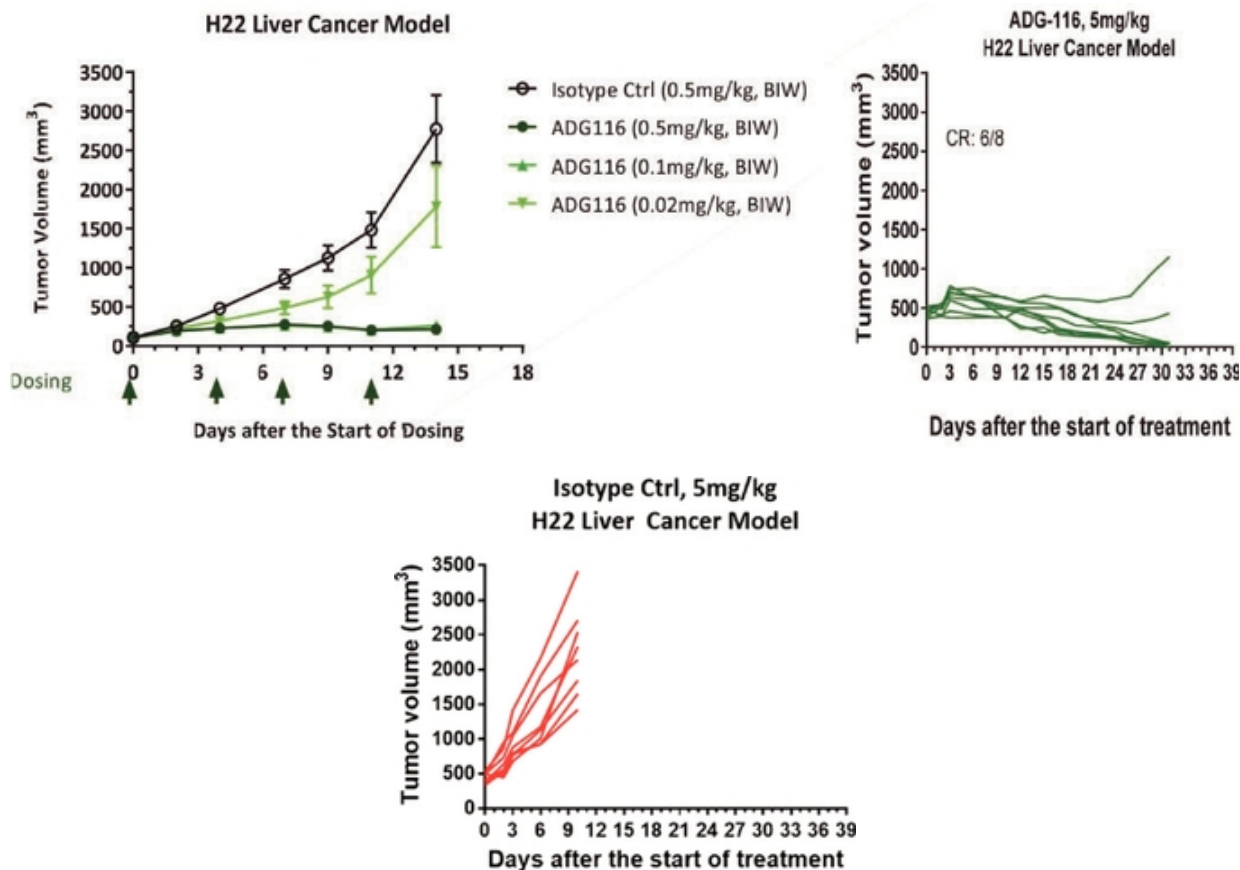 H22 Liver Cancer Model
Tumor Volume (mm³)
3500
3000
2500
2000
1500
1000
500
0
0 3 6 9 12 15 18
Dosing
Days after the Start of Dosing
Isotype Ctrl (0.5mg/kg, BIW)
ADG116 (0.5mg/kg, BIW)
ADG116 (0.1mg/kg, BIW)
ADG116 (0.02mg/kg, BIW)
ADG-116, 5mg/kg
H22 Liver Cancer Model
Tumor volume (mm³)
3500
3000
2500
2000
1500
1000
500
0
CR: 6/8
0 3 6 9 12 15 18 21 24 27 30 33 36 39
Days after the start of treatment
Isotype Ctrl, 5mg/kg
H22 Liver Cancer Model
Tumor volume (mm³)
3500
3000
2500
2000
1500
1000
500
0
0 3 6 9 12 15 18 21 24 27 30 33 36 39
Days after the start of treatment